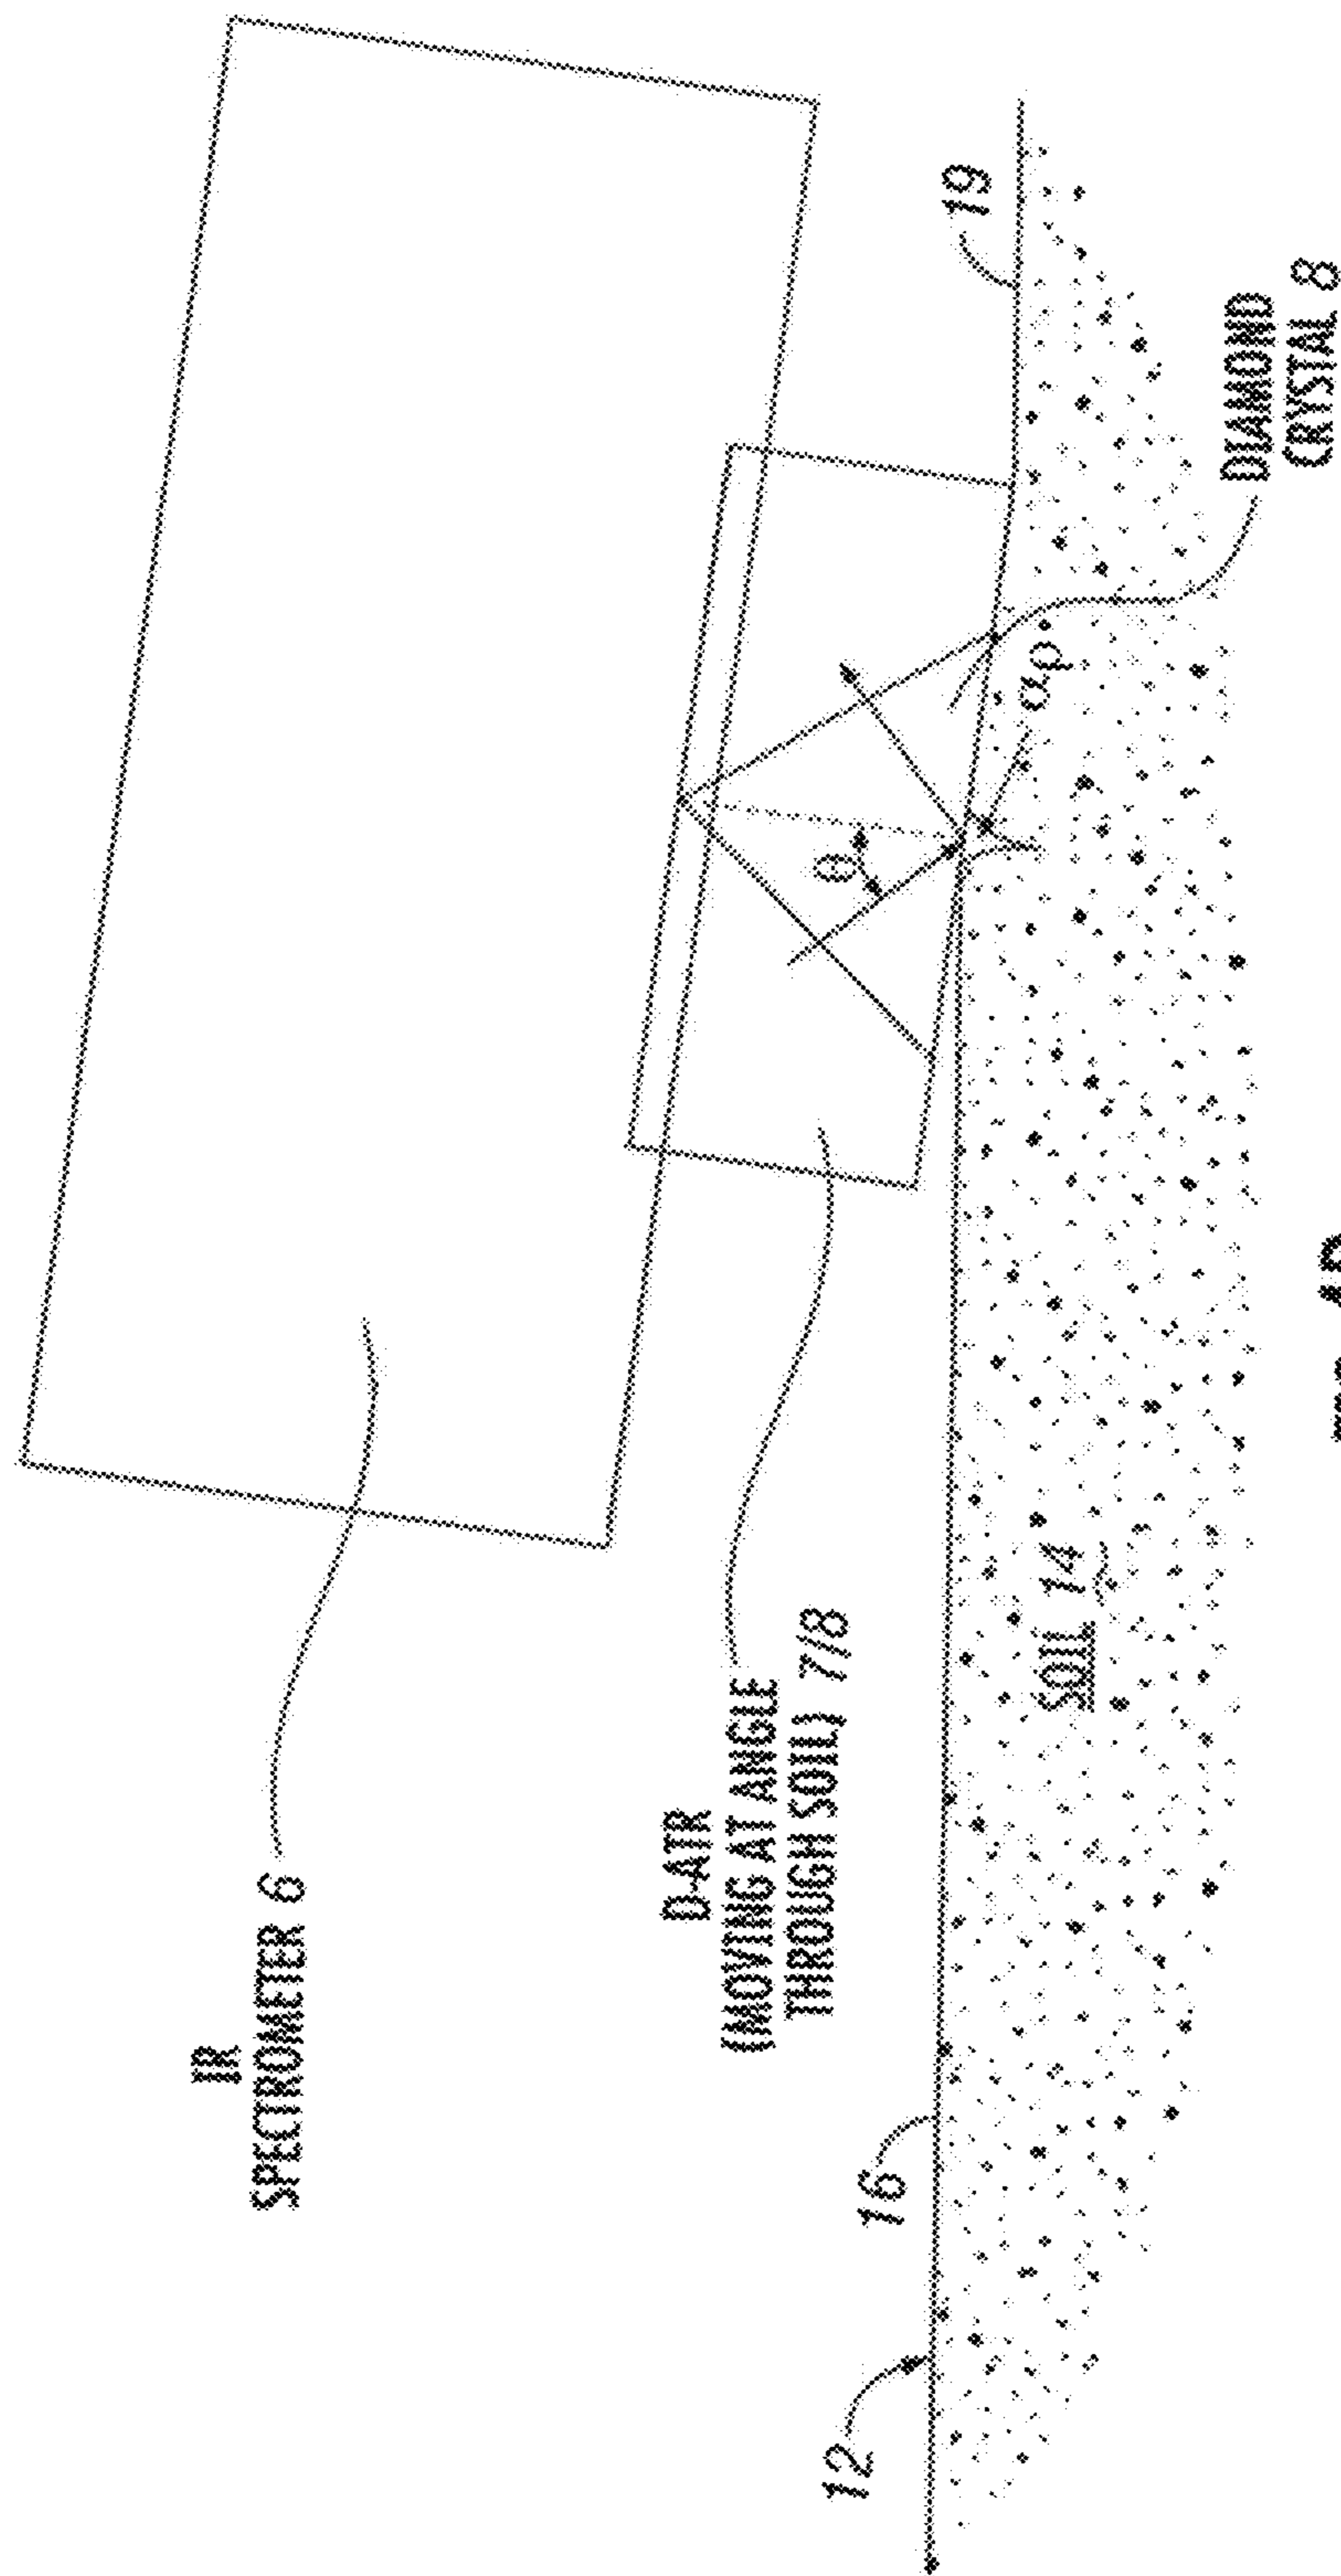 IR
SPECTROMETER 6
D-ATR
(MOVING AT ANGLE
THROUGH SOIL) 7/8
12
16
SOIL 14
θ
αp
19
DIAMOND
CRYSTAL 8